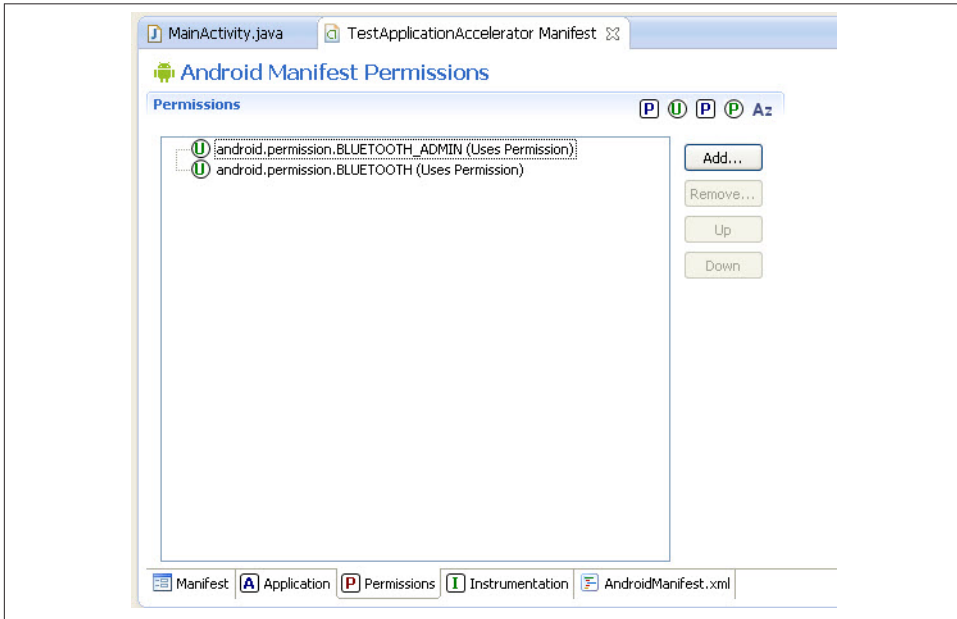 MainActivity.java TestApplicationAccelerator Manifest
Android Manifest Permissions
Permissions P U P P Az
U android.permission.BLUETOOTH_ADMIN (Uses Permission)
U android.permission.BLUETOOTH (Uses Permission)
Add...
Remove...
Up
Down
Manifest A Application P Permissions I Instrumentation AndroidManifest.xml